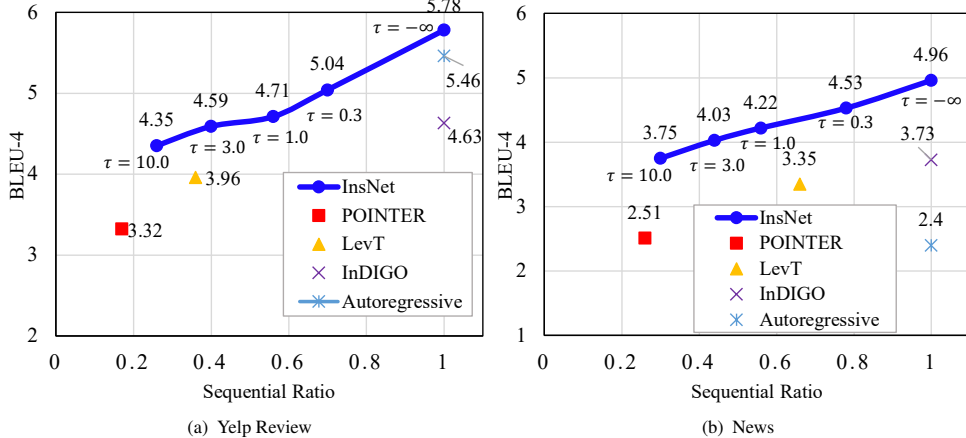 6
5
4
3
2
0
0.2
0.4
0.6
0.8
1
BLEU-4
Sequential Ratio
5.78
τ = −∞
5.04
4.71
4.59
4.35
τ = 0.3
τ = 1.0
τ = 3.0
τ = 10.0
5.46
4.63
3.96
3.32
InsNet
POINTER
LevT
InDIGO
Autoregressive
(a) Yelp Review
6
5
4
3
2
1
0
0.2
0.4
0.6
0.8
1
BLEU-4
Sequential Ratio
4.96
4.53
4.22
4.03
3.75
τ = −∞
τ = 0.3
τ = 1.0
τ = 3.0
τ = 10.0
3.73
3.35
2.51
2.4
InsNet
POINTER
LevT
InDIGO
Autoregressive
(b) News